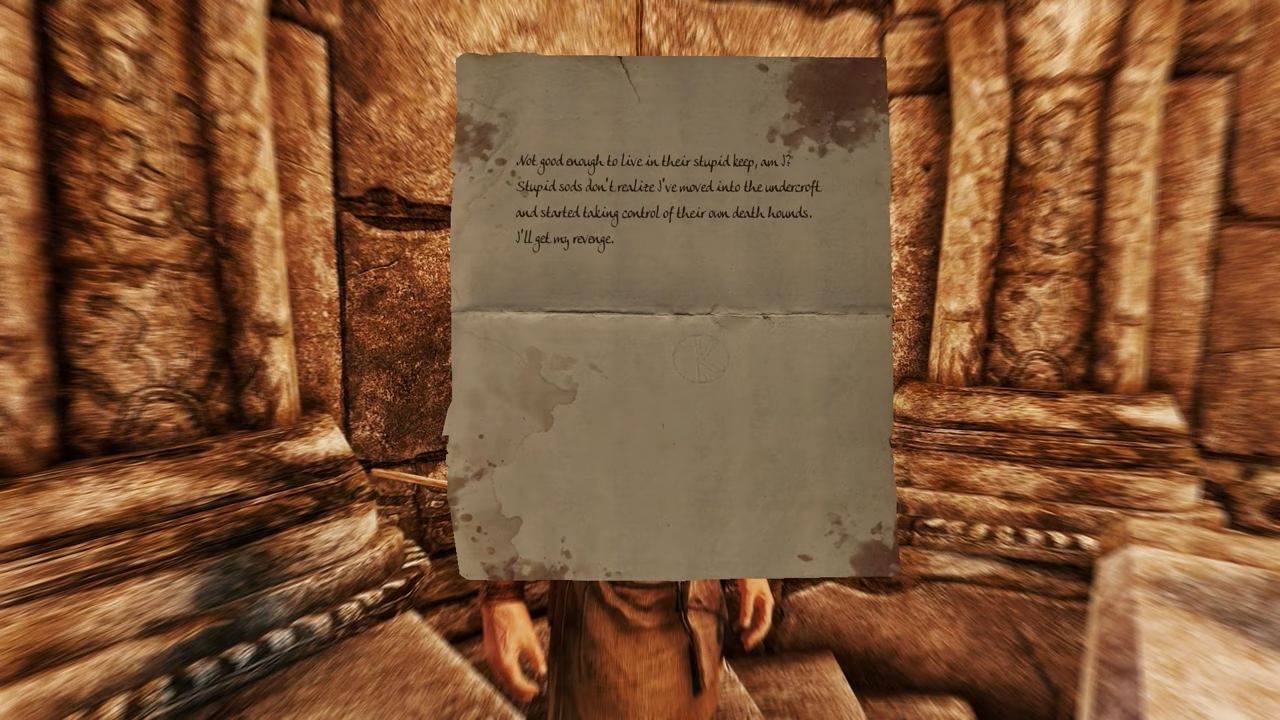 Not good enough to live in their stupid keep, am I?
Stupid sods don't realize I've moved into the undercroft
and started taking control of their own death hounds.
I'll get my revenge.
K